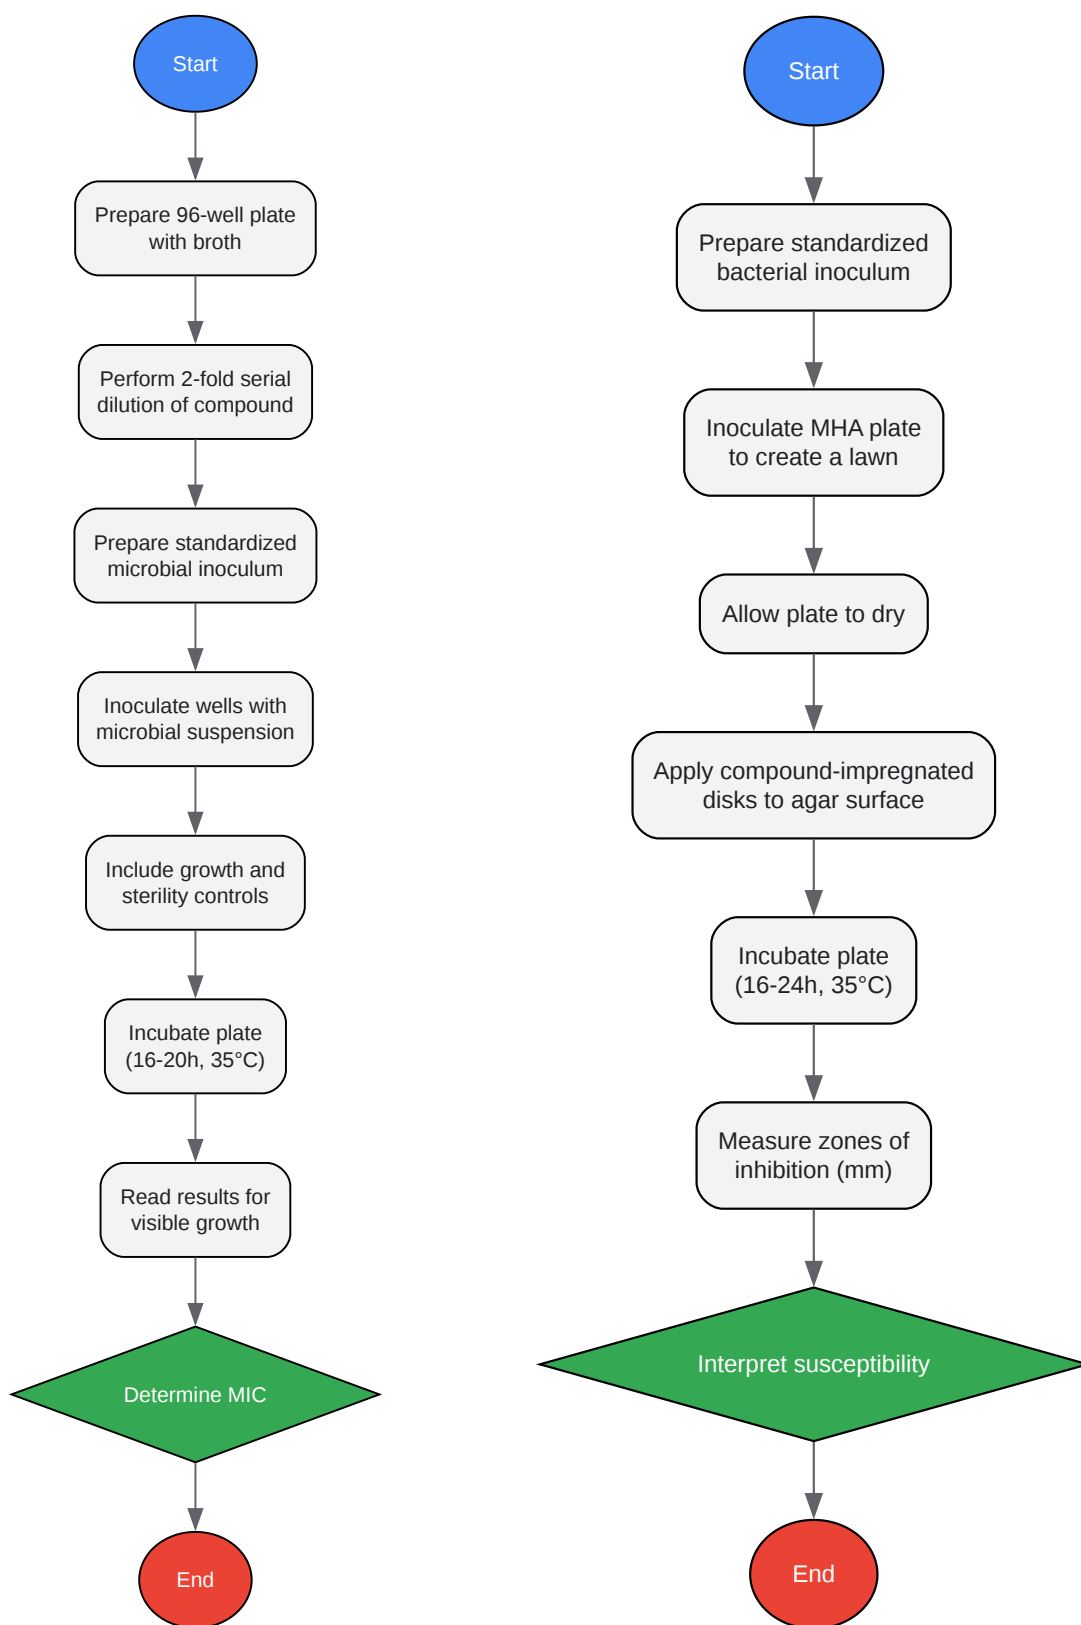 Start
Prepare 96-well plate
with broth
Perform 2-fold serial
dilution of compound
Prepare standardized
microbial inoculum
Inoculate wells with
microbial suspension
Include growth and
sterility controls
Incubate plate
(16-20h, 35°C)
Read results for
visible growth
Determine MIC
End
Start
Prepare standardized
bacterial inoculum
Inoculate MHA plate
to create a lawn
Allow plate to dry
Apply compound-impregnated
disks to agar surface
Incubate plate
(16-24h, 35°C)
Measure zones of
inhibition (mm)
Interpret susceptibility
End